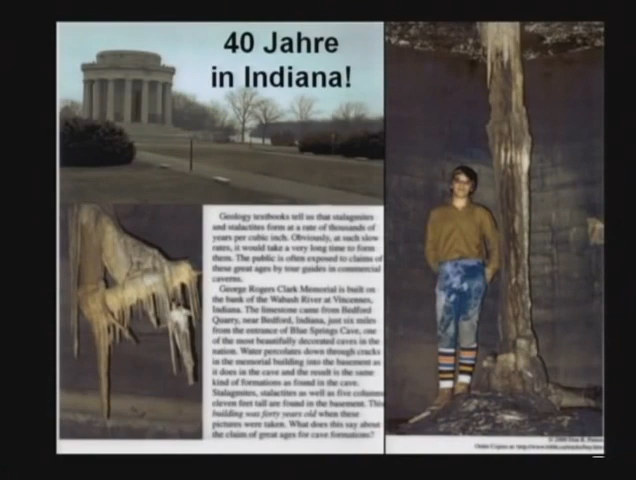 40 Jahre
in Indiana!
Geology textbooks tell us that stalagmites
and stalactites form at a rate of thousands of
years per cubic inch. Obviously, at such slow
rates, it would take a very long time to form
them. The public is often exposed to claims of
these great ages by tour guides in commercial
caverns.
George Rogers Clark Memorial is built on
the bank of the Wabash River at Vincennes,
Indiana. The limestone came from Bedford
Quarry, near Bedford, Indiana, just six miles
from the entrance of Blue Springs Cave, one
of the most beautifully decorated caves in the
nation. Water percolates down through cracks
in the memorial building into the basement as
it does in the cave and the result is the same
kind of formations as found in the cave.
Stalagmites, stalactites as well as five columns
eleven feet tall are found in the basement. This
building was forty years old when these
pictures were taken. What does this say about
the claim of great ages for cave formations?